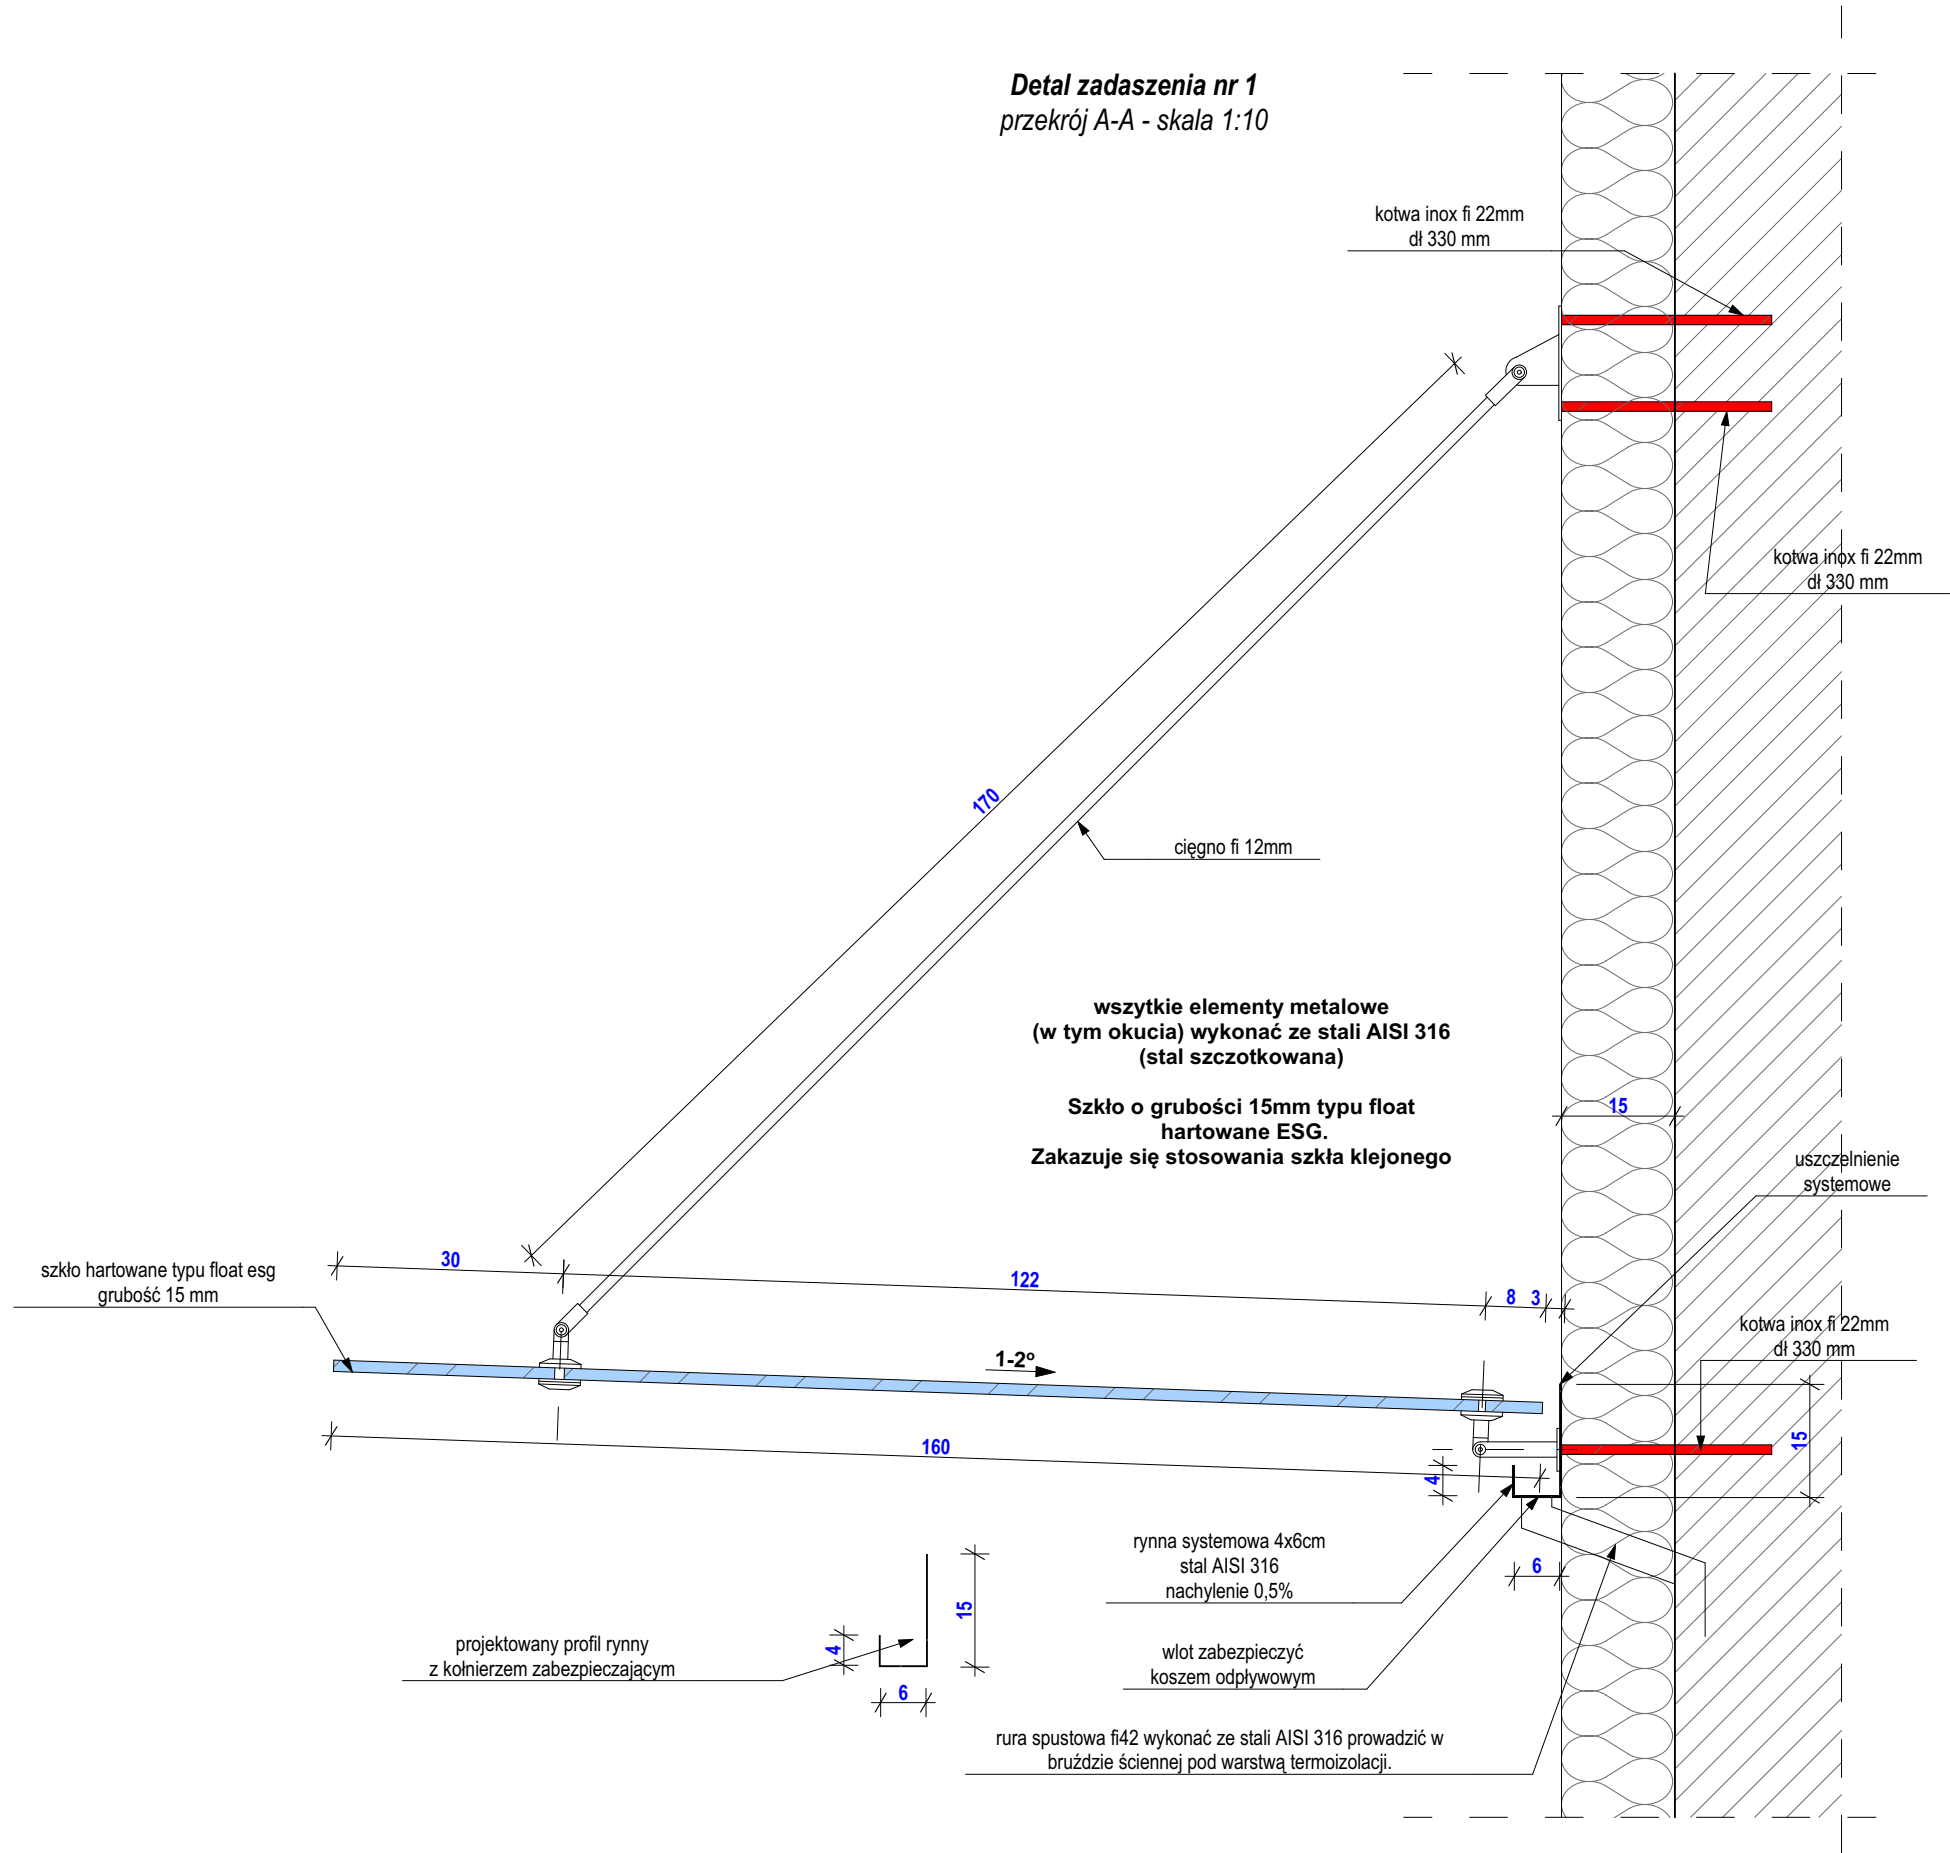 Detal zadaszenia nr 1
przekrój A-A - skala 1:10
kotwa inox fi 22mm
dł 330 mm
kotwa inox fi 22mm
dł 330 mm
170
cięgno fi 12mm
wszytkie elementy metalowe
(w tym okucia) wykonać ze stali AISI 316
(stal szczotkowana)
Szkło o grubości 15mm typu float
hartowane ESG.
Zakazuje się stosowania szkła klejonego
15
uszczelnienie
systemowe
30
122
8
3
szkło hartowane typu float esg
grubość 15 mm
1-2º
kotwa inox fi 22mm
dł 330 mm
160
15
4
rynna systemowa 4x6cm
stal AISI 316
nachylenie 0,5%
6
15
4
6
projektowany profil rynny
z kołnierzem zabezpieczającym
wlot zabezpieczyć
koszem odpływowym
rura spustowa fi42 wykonać ze stali AISI 316 prowadzić w
bruździe ściennej pod warstwą termoizolacji.